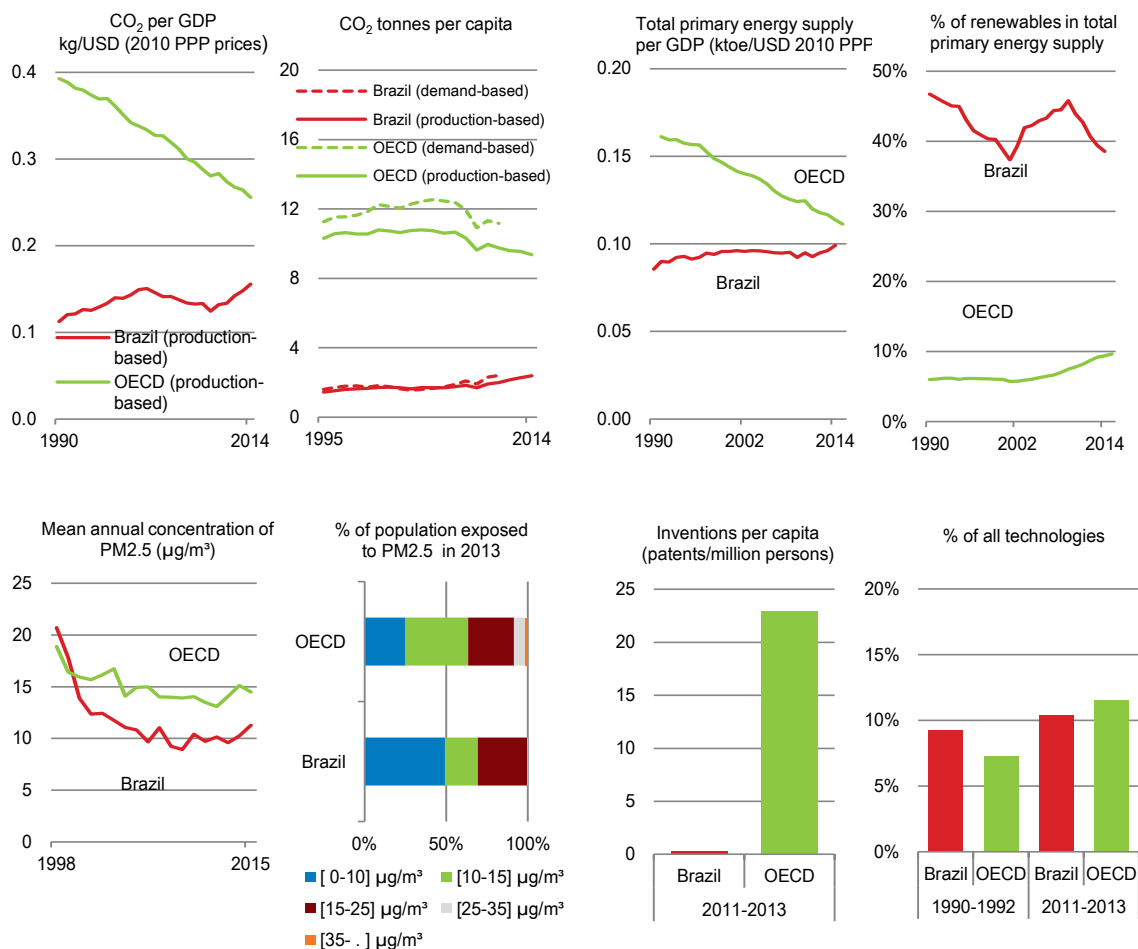 CO₂ per GDP
kg/USD (2010 PPP prices)
0.4
0.3
0.2
0.1
0.0
Brazil (production-
based)
OECD (production-
based)
1990
2014
CO₂ tonnes per capita
20
16
12
8
4
0
Brazil (demand-based)
Brazil (production-based)
OECD (demand-based)
OECD (production-based)
1995
2014
Total primary energy supply
per GDP (ktoe/USD 2010 PPP
0.20
0.15
0.10
0.05
0.00
OECD
Brazil
1990
2002
2014
% of renewables in total
primary energy supply
50%
40%
30%
20%
10%
0%
Brazil
OECD
1990
2002
2014
Mean annual concentration of
PM2.5 (µg/m³)
25
20
15
10
5
0
OECD
Brazil
1998
2015
% of population exposed
to PM2.5 in 2013
OECD
Brazil
0%
50%
100%
[ 0-10] µg/m³
[10-15] µg/m³
[15-25] µg/m³
[25-35] µg/m³
[35- . ] µg/m³
Inventions per capita
(patents/million persons)
25
20
15
10
5
0
Brazil
OECD
2011-2013
% of all technologies
20%
15%
10%
5%
0%
Brazil
OECD
Brazil
OECD
1990-1992
2011-2013